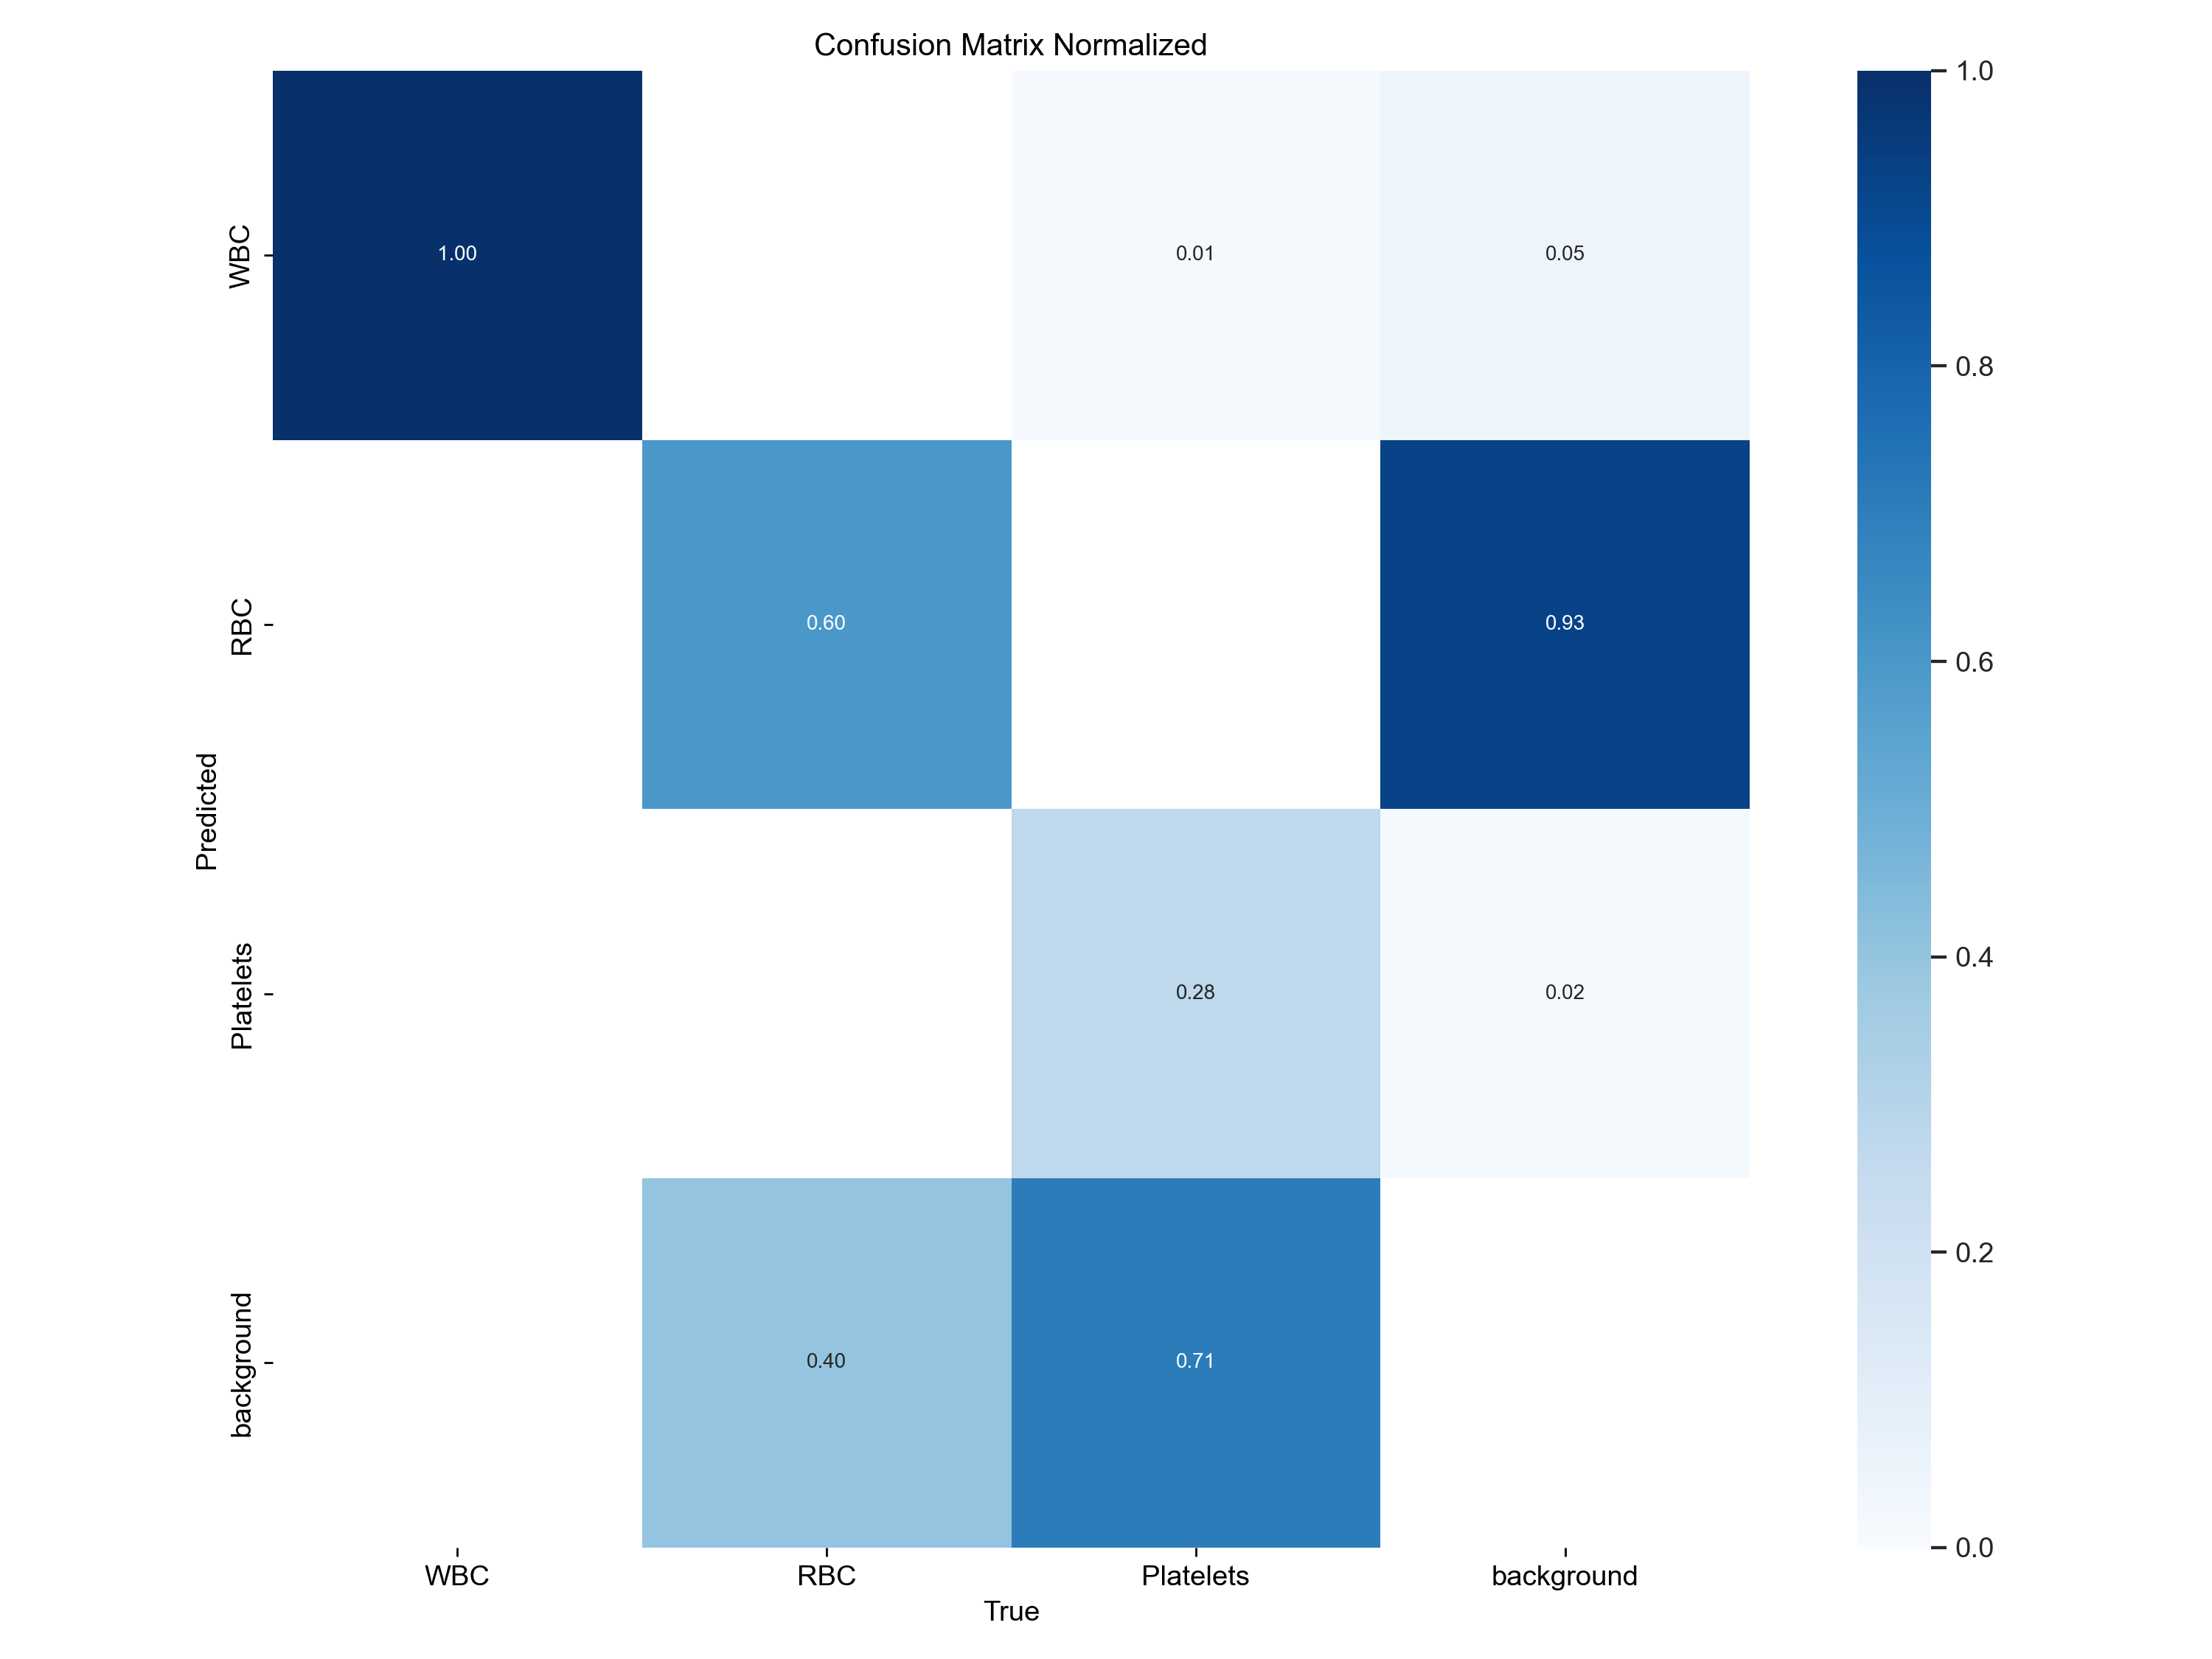 Confusion Matrix Normalized
WBC
1.00
0.01
0.05
RBC
0.60
0.93
Platelets
0.28
0.02
background
0.40
0.71
Predicted
WBC
RBC
Platelets
background
True
1.0
0.8
0.6
0.4
0.2
0.0